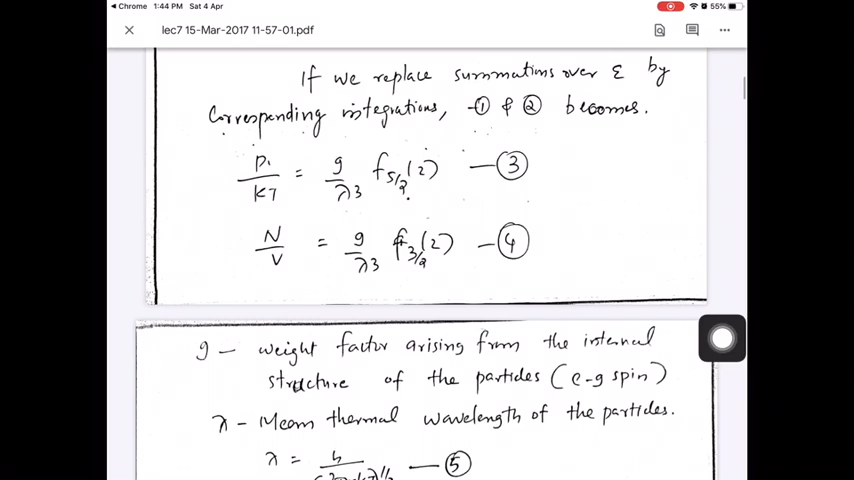 Chrome 1:44 PM Sat 4 Apr 55%
lec7 15-Mar-2017 11-57-01.pdf
If we replace summations over ε by
corresponding integrations, ① & ② becomes.
P/KT = g/λ3 f5/2(z) — ③
N/V = g/λ3 f3/2(z) — ④
g – weight factor arising from the internal
structure of the particles (e-g spin)
λ – Mean thermal wavelength of the particles.
λ = h — ⑤